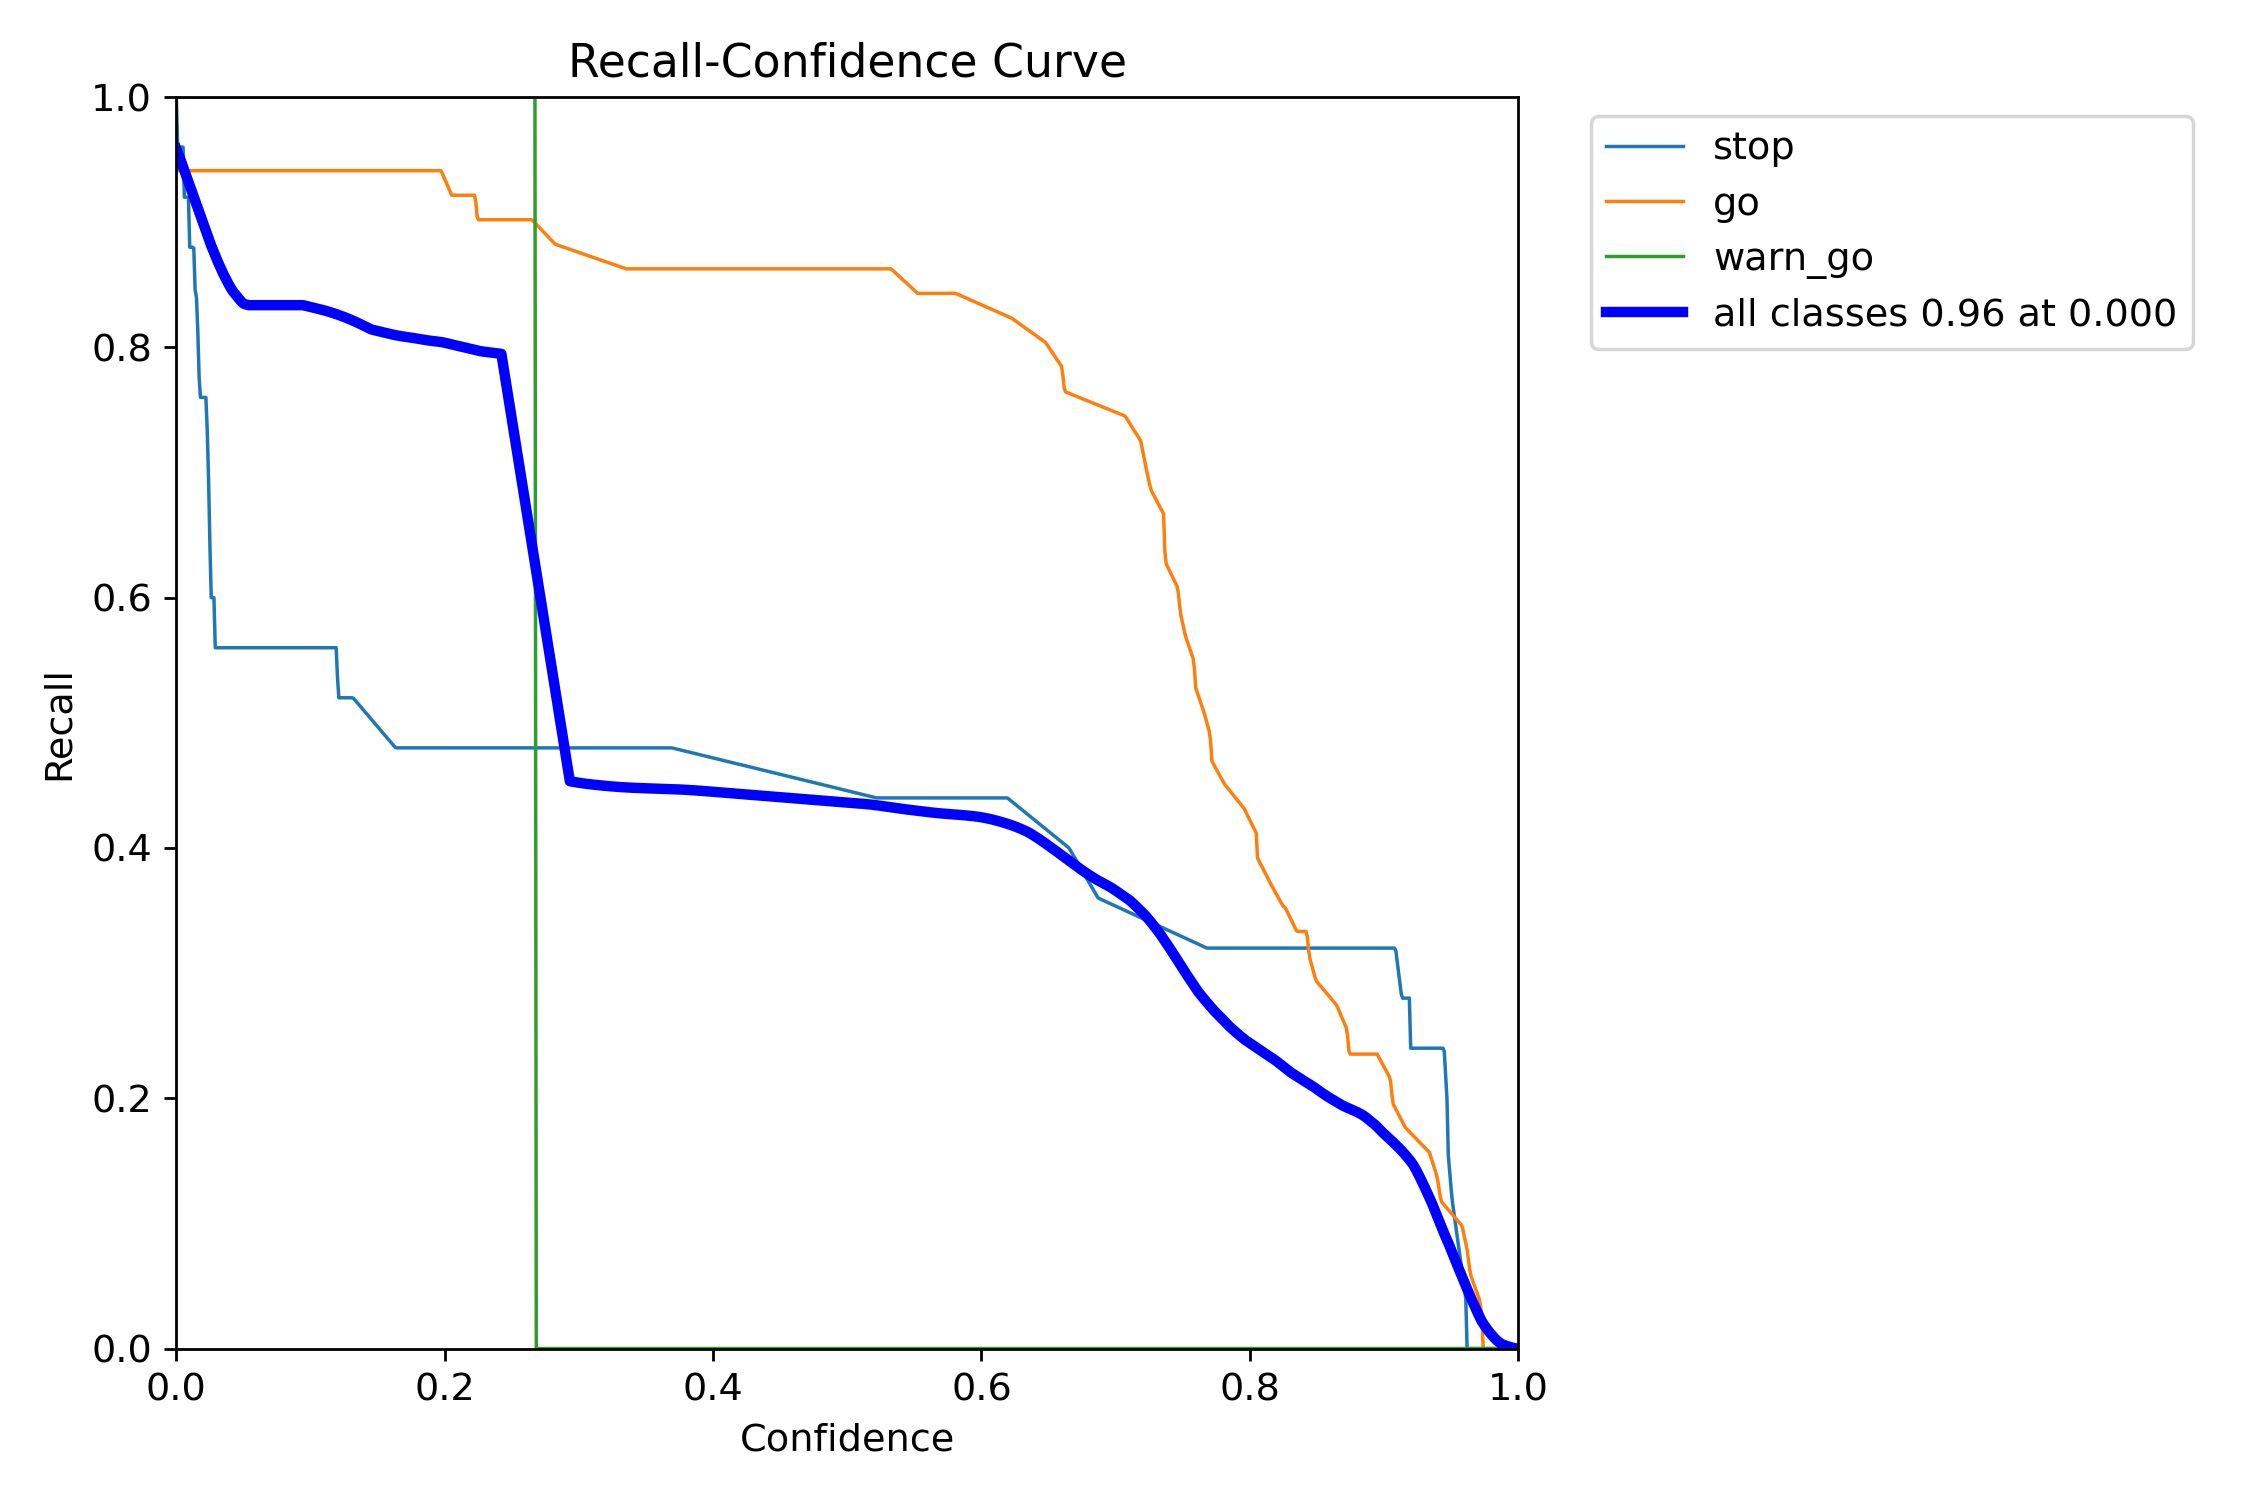 Recall-Confidence Curve
1.0
0.8
0.6
0.4
0.2
0.0
Recall
0.0 0.2 0.4 0.6 0.8 1.0
Confidence
stop
go
warn_go
all classes 0.96 at 0.000